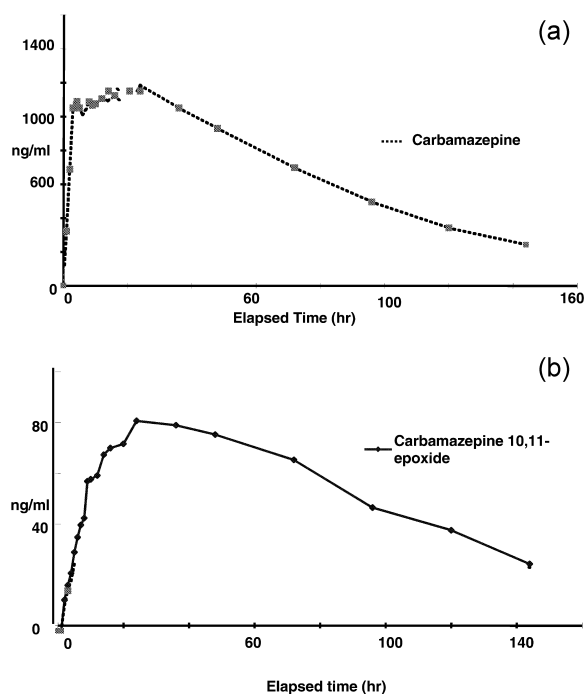 (a)
1400
1000
ng/ml
600
0
Carbamazepine
0 60 100 160
Elapsed Time (hr)
(b)
80
Carbamazepine 10,11-
epoxide
ng/ml
40
0
0 60 100 140
Elapsed time (hr)